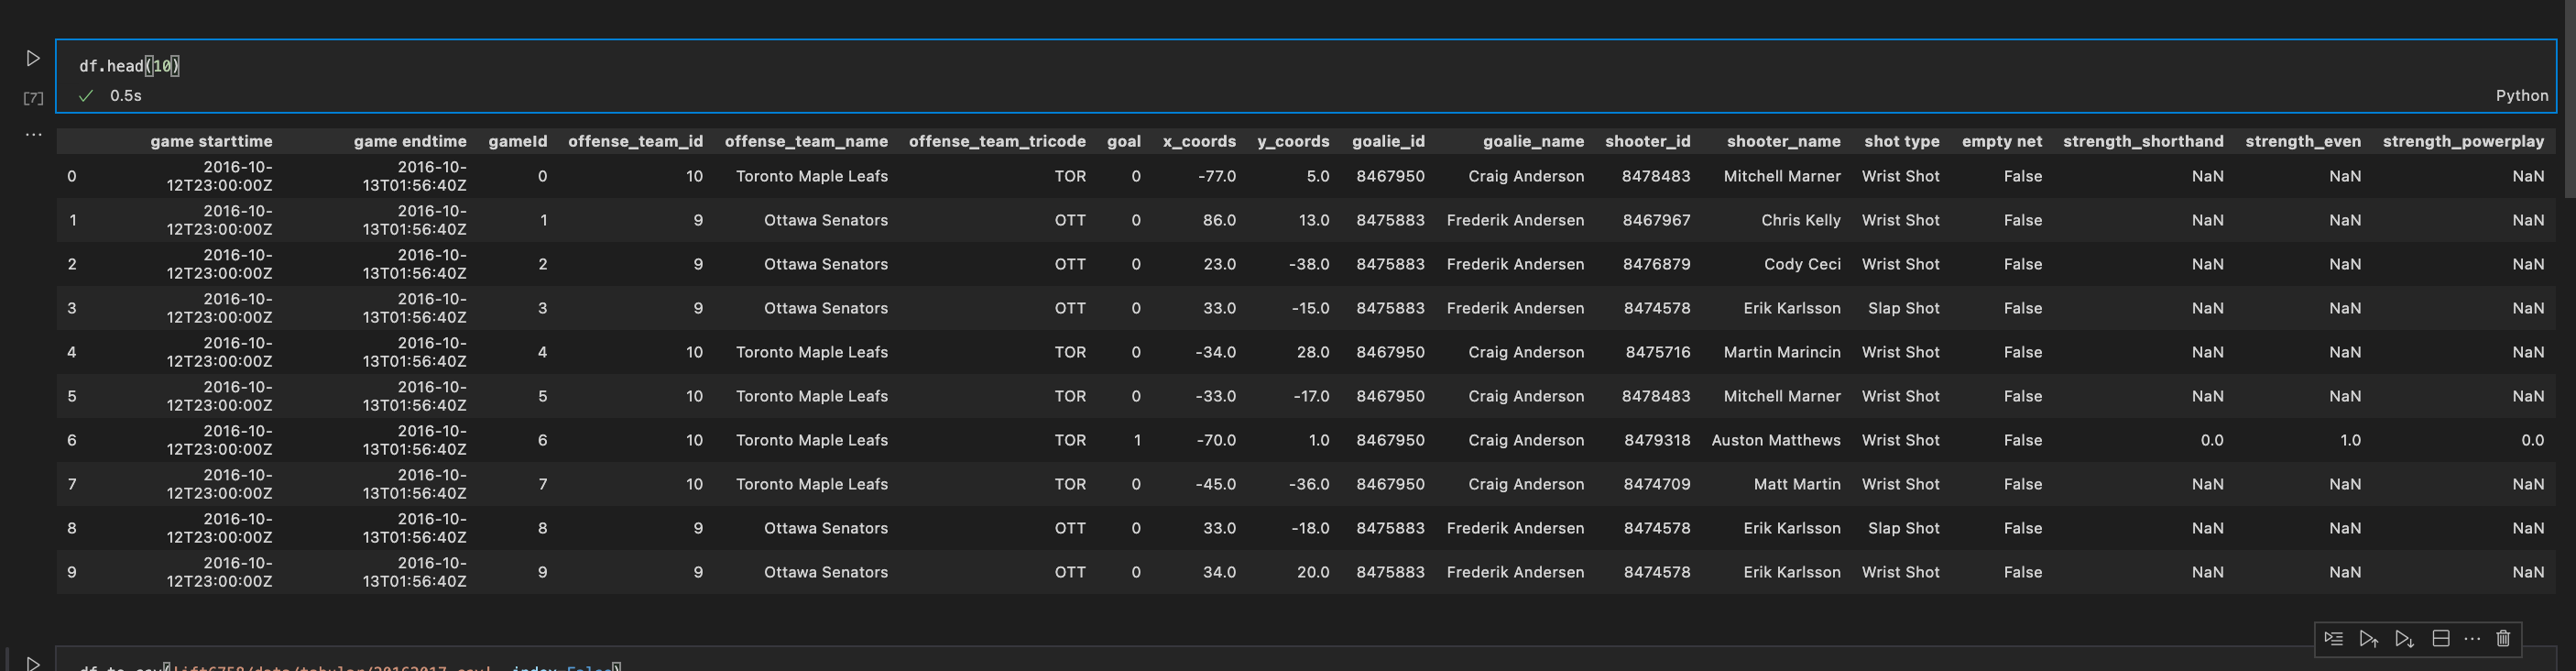 df.head(10)
[7]
0.5s
Python
game starttime game endtime gameId offense_team_id offense_team_name offense_team_tricode goal x_coords y_coords goalie_id goalie_name shooter_id shooter_name shot type empty net strength_shorthand strength_even strength_powerplay
0 2016-10-12T23:00:00Z 2016-10-13T01:56:40Z 0 10 Toronto Maple Leafs TOR 0 -77.0 5.0 8467950 Craig Anderson 8478483 Mitchell Marner Wrist Shot False NaN NaN NaN
1 2016-10-12T23:00:00Z 2016-10-13T01:56:40Z 1 9 Ottawa Senators OTT 0 86.0 13.0 8475883 Frederik Andersen 8467967 Chris Kelly Wrist Shot False NaN NaN NaN
2 2016-10-12T23:00:00Z 2016-10-13T01:56:40Z 2 9 Ottawa Senators OTT 0 23.0 -38.0 8475883 Frederik Andersen 8476879 Cody Ceci Wrist Shot False NaN NaN NaN
3 2016-10-12T23:00:00Z 2016-10-13T01:56:40Z 3 9 Ottawa Senators OTT 0 33.0 -15.0 8475883 Frederik Andersen 8474578 Erik Karlsson Slap Shot False NaN NaN NaN
4 2016-10-12T23:00:00Z 2016-10-13T01:56:40Z 4 10 Toronto Maple Leafs TOR 0 -34.0 28.0 8467950 Craig Anderson 8475716 Martin Marincin Wrist Shot False NaN NaN NaN
5 2016-10-12T23:00:00Z 2016-10-13T01:56:40Z 5 10 Toronto Maple Leafs TOR 0 -33.0 -17.0 8467950 Craig Anderson 8478483 Mitchell Marner Wrist Shot False NaN NaN NaN
6 2016-10-12T23:00:00Z 2016-10-13T01:56:40Z 6 10 Toronto Maple Leafs TOR 1 -70.0 1.0 8467950 Craig Anderson 8479318 Auston Matthews Wrist Shot False 0.0 1.0 0.0
7 2016-10-12T23:00:00Z 2016-10-13T01:56:40Z 7 10 Toronto Maple Leafs TOR 0 -45.0 -36.0 8467950 Craig Anderson 8474709 Matt Martin Wrist Shot False NaN NaN NaN
8 2016-10-12T23:00:00Z 2016-10-13T01:56:40Z 8 9 Ottawa Senators OTT 0 33.0 -18.0 8475883 Frederik Andersen 8474578 Erik Karlsson Slap Shot False NaN NaN NaN
9 2016-10-12T23:00:00Z 2016-10-13T01:56:40Z 9 9 Ottawa Senators OTT 0 34.0 20.0 8475883 Frederik Andersen 8474578 Erik Karlsson Wrist Shot False NaN NaN NaN